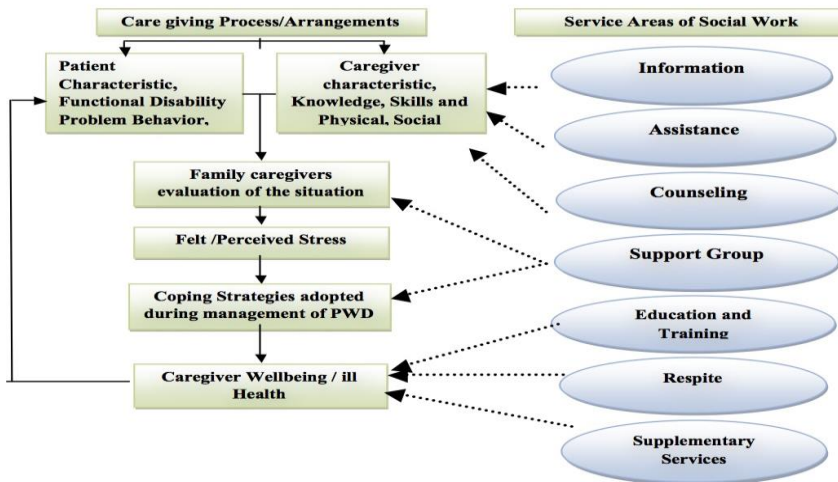 Care giving Process/Arrangements
Service Areas of Social Work
Patient
Characteristic,
Functional Disability
Problem Behavior,
Caregiver
characteristic,
Knowledge, Skills and
Physical, Social
Information
Assistance
Family caregivers
evaluation of the situation
Counseling
Felt /Perceived Stress
Support Group
Coping Strategies adopted
during management of PWD
Education and
Training
Caregiver Wellbeing / ill
Health
Respite
Supplementary
Services